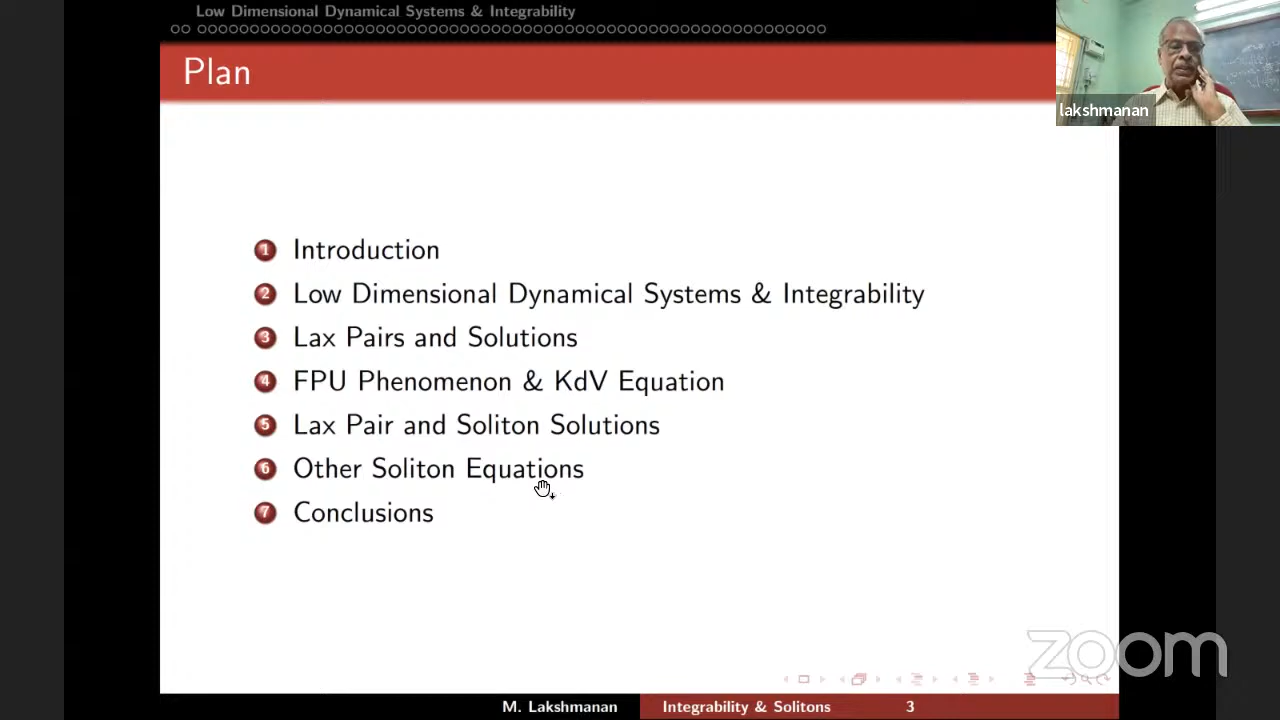 Low Dimensional Dynamical Systems & Integrability
Plan
lakshmanan
1 Introduction
2 Low Dimensional Dynamical Systems & Integrability
3 Lax Pairs and Solutions
4 FPU Phenomenon & KdV Equation
5 Lax Pair and Soliton Solutions
6 Other Soliton Equations
7 Conclusions
zoom
M. Lakshmanan Integrability & Solitons 3